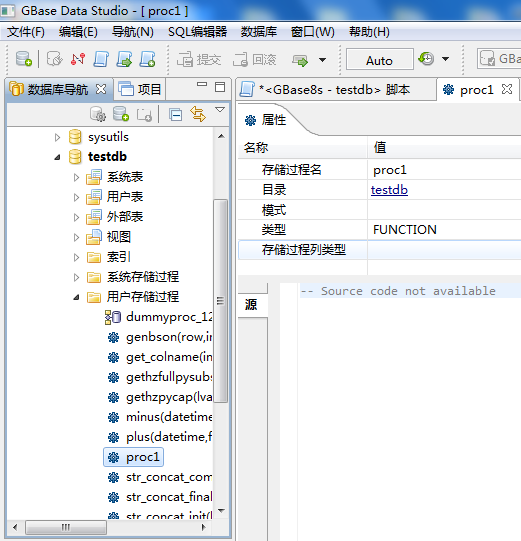 GBase Data Studio - [ proc1 ]
文件(F) 编辑(E) 导航(N) SQL编辑器 数据库 窗口(W) 帮助(H)
提交 回滚 Auto GBase8
数据库导航 项目
sysutils
testdb
系统表
用户表
外部表
视图
索引
系统存储过程
用户存储过程
dummyproc_12
genbson(row,in
get_colname(in
gethzfullpysubs
gethzpycap(lva
minus(datetime
plus(datetime,f
proc1
str_concat_com
str_concat_final
str_concat_init(l
*<GBase8s - testdb> 脚本 proc1
属性
名称 值
存储过程名 proc1
目录 testdb
模式
类型 FUNCTION
存储过程列类型
源
-- Source code not available